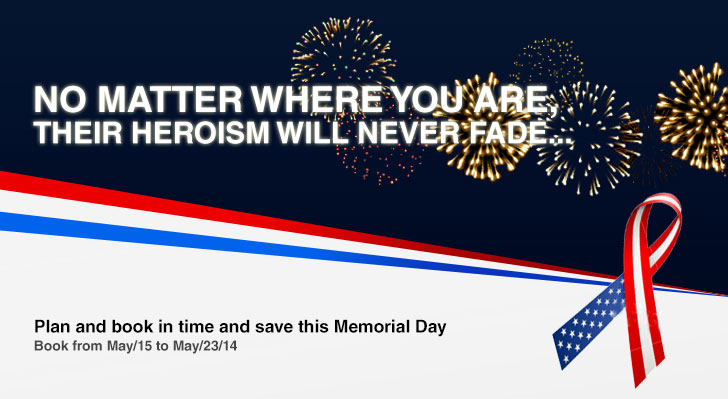 NO MATTER WHERE YOU ARE,
THEIR HEROISM WILL NEVER FADE...
Plan and book in time and save this Memorial Day
Book from May/15 to May/23/14